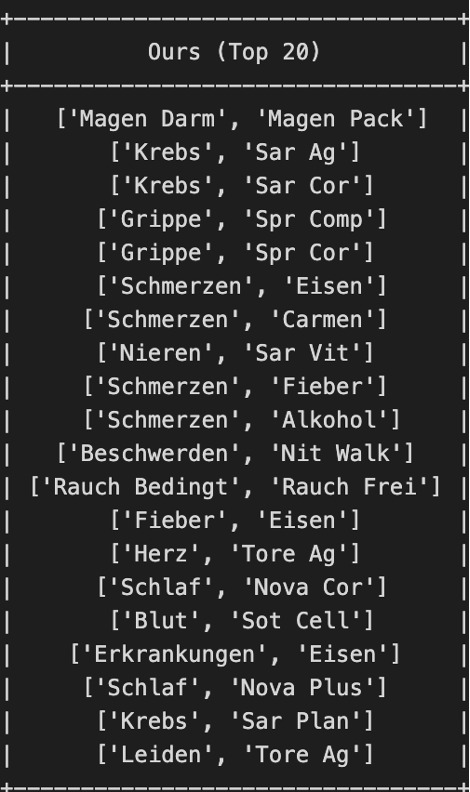 Ours (Top 20)
['Magen Darm', 'Magen Pack']
['Krebs', 'Sar Ag']
['Krebs', 'Sar Cor']
['Grippe', 'Spr Comp']
['Grippe', 'Spr Cor']
['Schmerzen', 'Eisen']
['Schmerzen', 'Carmen']
['Nieren', 'Sar Vit']
['Schmerzen', 'Fieber']
['Schmerzen', 'Alkohol']
['Beschwerden', 'Nit Walk']
['Rauch Bedingt', 'Rauch Frei']
['Fieber', 'Eisen']
['Herz', 'Tore Ag']
['Schlaf', 'Nova Cor']
['Blut', 'Sot Cell']
['Erkrankungen', 'Eisen']
['Schlaf', 'Nova Plus']
['Krebs', 'Sar Plan']
['Leiden', 'Tore Ag']